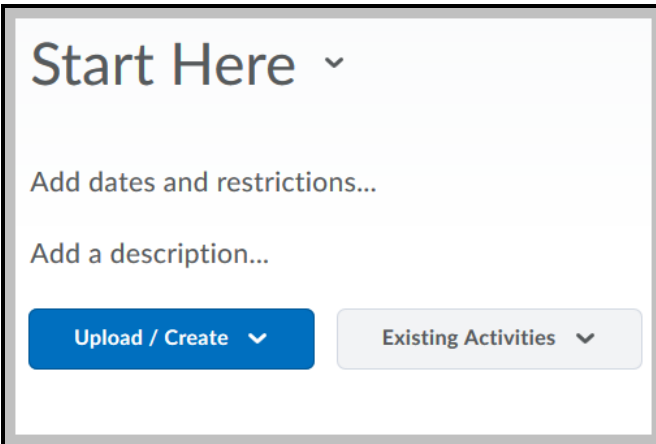 Start Here
Add dates and restrictions...
Add a description...
Upload / Create Existing Activities